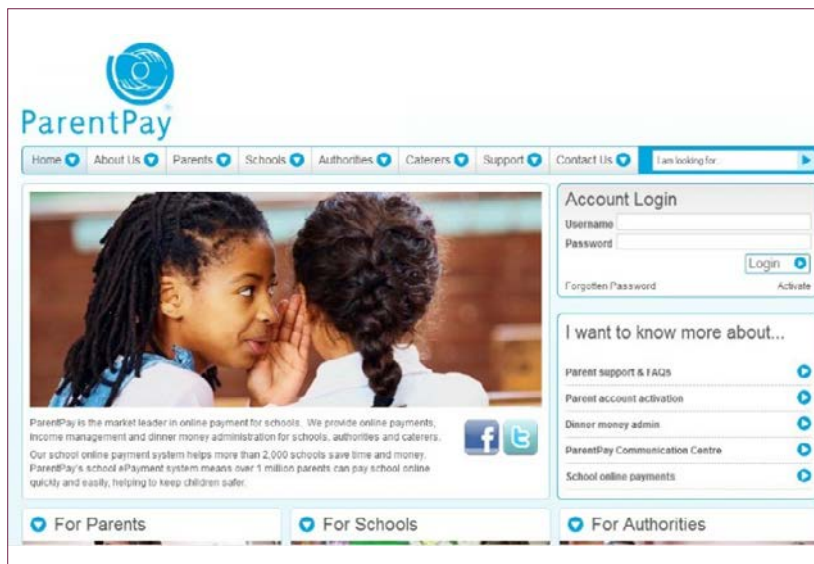 ParentPay
Home
About Us
Parents
Schools
Authorities
Caterers
Support
Contact Us
I am looking for
Account Login
Username
Password
Login
Forgotten Password
Activate
I want to know more about...
Parent support & FAQs
Parent account activation
Dinner money admin
ParentPay Communication Centre
School online payments
ParentPay is the market leader in online payment for schools. We provide online payments,
income management and dinner money administration for schools, authorities and caterers.
Our school online payment system helps more than 2,000 schools save time and money.
ParentPay's school ePayment system means over 1 million parents can pay school online
quickly and easily, helping to keep children safer.
f
t
For Parents
For Schools
For Authorities